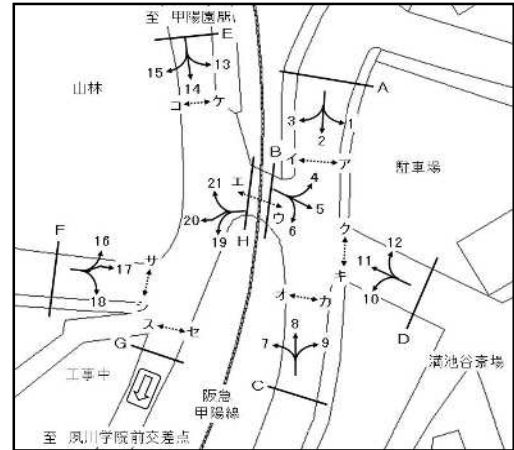 至 甲陽園駅
E
15
14
13
山林
コ
ケ
A
3
2
1
B
イ
ア
駐車場
4
5
6
エ
ウ
21
20
19
H
F
16
17
18
サ
シ
ス
セ
G
ク
キ
12
11
10
D
オ
カ
7
8
9
C
満池谷斎場
工事中
阪急
甲陽線
至 夙川学院前交差点